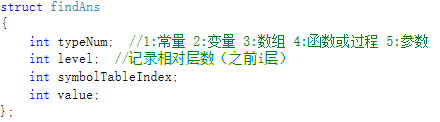 struct findAns
{
    int typeNum;  //1:常量 2:变量 3:数组 4:函数或过程 5:参数
    int level;  //记录相对层数（之前i层）
    int symbolTableIndex;
    int value;
};